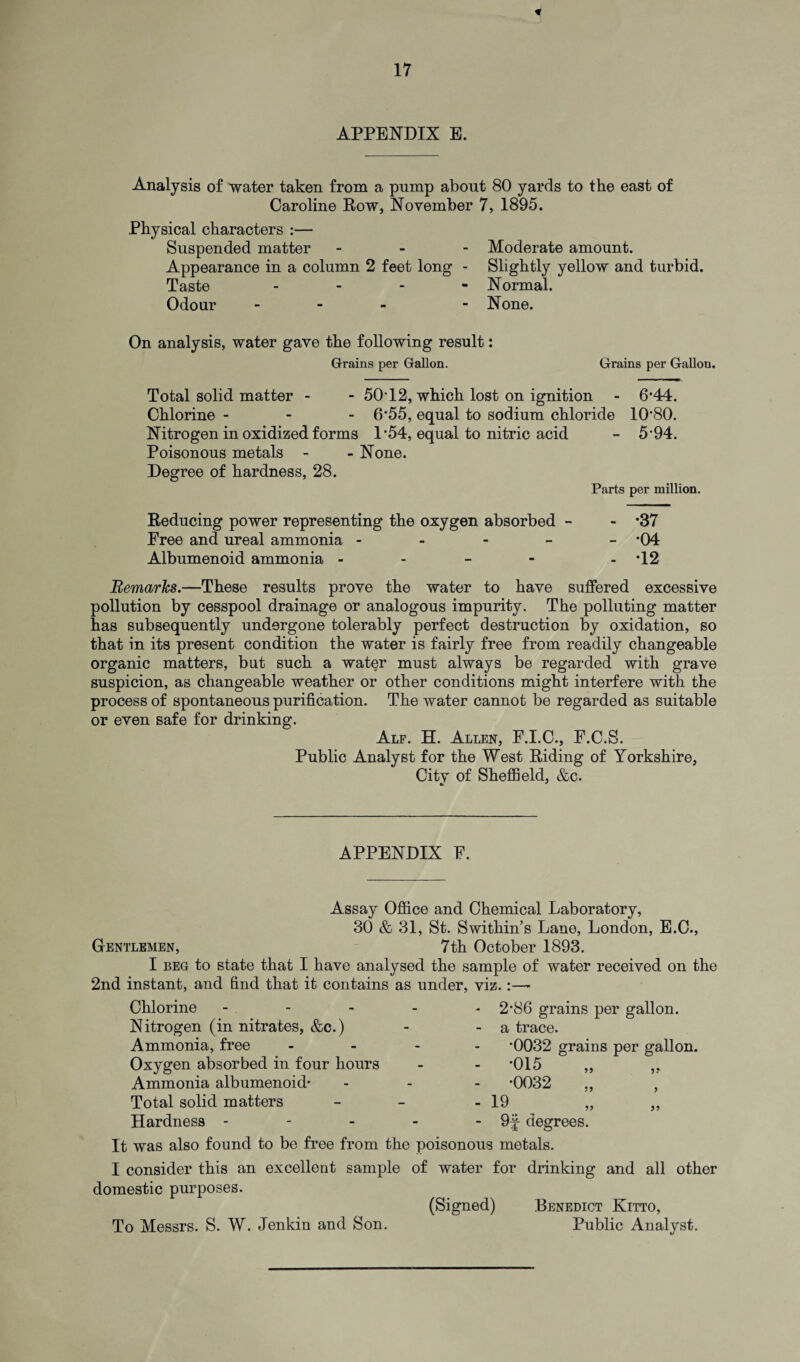 17
APPENDIX E.
Analysis of water taken from a pump about 80 yards to the east of
Caroline Row, November 7, 1895.
Physical characters :—
Suspended matter - - - Moderate amount.
Appearance in a column 2 feet long - Slightly yellow and turbid.
Taste - - - - Normal.
Odour - - - - None.
On analysis, water gave the following result:
Grains per Gallon. Grains per Gallon.
Total solid matter - - 50·12, which lost on ignition - 6·44.
Chlorine - - - 6·55, equal to sodium chloride 10·80.
Nitrogen in oxidized forms 1·54, equal to nitric acid - 5·94.
Poisonous metals - - None.
Degree of hardness, 28.
Parts per million.
Reducing power representing the oxygen absorbed - - ·37
Free and ureal ammonia - - - - - ·04
Albumenoid ammonia - - - - - ·12
Remarks.—These results prove the water to have suffered excessive
pollution by cesspool drainage or analogous impurity. The polluting matter
has subsequently undergone tolerably perfect destruction by oxidation, so
that in its present condition the water is fairly free from readily changeable
organic matters, but such a water must always be regarded with grave
suspicion, as changeable weather or other conditions might interfere with the
process of spontaneous purification. The water cannot be regarded as suitable
or even safe for drinking.
Alf. H. Allen, F.I.C., F.C.S.
Public Analyst for the West Riding of Yorkshire,
City of Sheffield, &c.
APPENDIX F.
Assay Office and Chemical Laboratory,
30 & 31, St. Swithin's Lane, London, E.C.,
Gentlemen, 7th October 1893.
I beg to state that I have analysed the sample of water received on the
2nd instant, and find that it contains as under, viz. :—
Chlorine - - - - - 2·86 grains per gallon.
Nitrogen (in nitrates, &c.) - - a trace.
Ammonia, free - - - - ·0032 grains per gallon.
Oxygen absorbed in four hours - - ·015 „ „
Ammonia albumenoid· - - - ·0032 „ ,
Total solid matters - - - 19 „ „
Hardness - - - - - 9¾ degrees.
It was also found to be free from the poisonous metals.
I consider this an excellent sample of water for drinking and all other
domestic purposes.
(Signed) Benedict Kitto,
To Messrs. S. W. Jenkin and Son. Public Analyst.